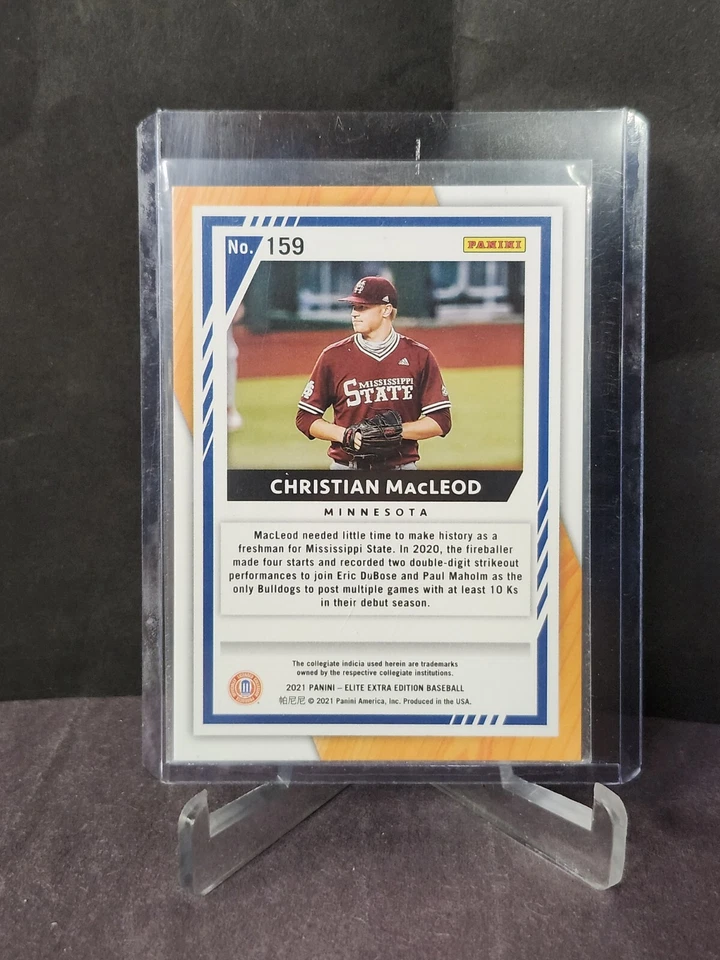 No. 159
PANINI
MISSISSIPPI
STATE
CHRISTIAN MACLEOD
MINNESOTA
MacLeod needed little time to make history as a
freshman for Mississippi State. In 2020, the fireballer
made four starts and recorded two double-digit strikeout
performances to join Eric DuBose and Paul Maholm as the
only Bulldogs to post multiple games with at least 10 Ks
in their debut season.
The collegiate indicia used herein are trademarks
owned by the respective collegiate institutions.
2021 PANINI – ELITE EXTRA EDITION BASEBALL
帕尼尼 © 2021 Panini America, Inc. Produced in the USA.